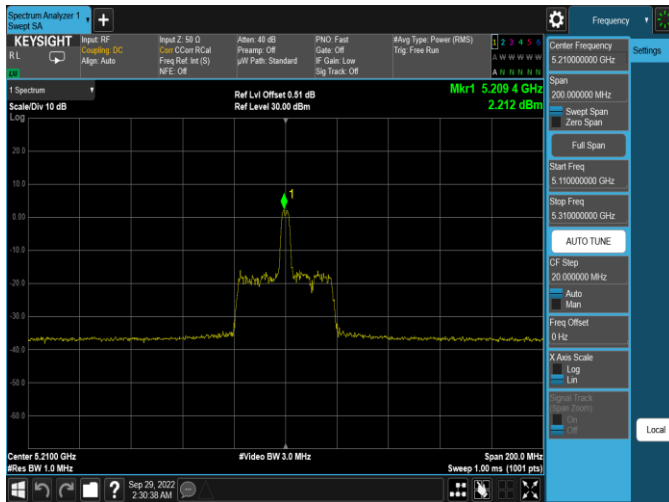 Spectrum Analyzer 1
Swept SA
+
Frequency
KEYSIGHT
RL
LXI
Input: RF
Coupling: DC
Align: Auto
Input Z: 50 Ω
Corr CCorr RCal
Freq Ref: Int (S)
NFE: Off
Atten: 40 dB
Preamp: Off
µW Path: Standard
PNO: Fast
Gate: Off
IF Gain: Low
Sig Track: Off
#Avg Type: Power (RMS)
Trig: Free Run
1 2 3 4 5 6
A W W W W W
A N N N N N
1 Spectrum
Scale/Div 10 dB
Log
Ref Lvl Offset 0.51 dB
Ref Level 30.00 dBm
Mkr1 5.209 4 GHz
2.212 dBm
20.0
10.0
0.00
-10.0
-20.0
-30.0
-40.0
-50.0
-60.0
1
Center 5.2100 GHz
#Res BW 1.0 MHz
#Video BW 3.0 MHz
Span 200.0 MHz
Sweep 1.00 ms (1001 pts)
Center Frequency
5.210000000 GHz
Span
200.000000 MHz
Swept Span
Zero Span
Full Span
Start Freq
5.110000000 GHz
Stop Freq
5.310000000 GHz
AUTO TUNE
CF Step
20.000000 MHz
Auto
Man
Freq Offset
0 Hz
X Axis Scale
Log
Lin
Signal Track
(Span Zoom)
On
Off
Settings
Local
?
Sep 29, 2022
2:30:38 AM